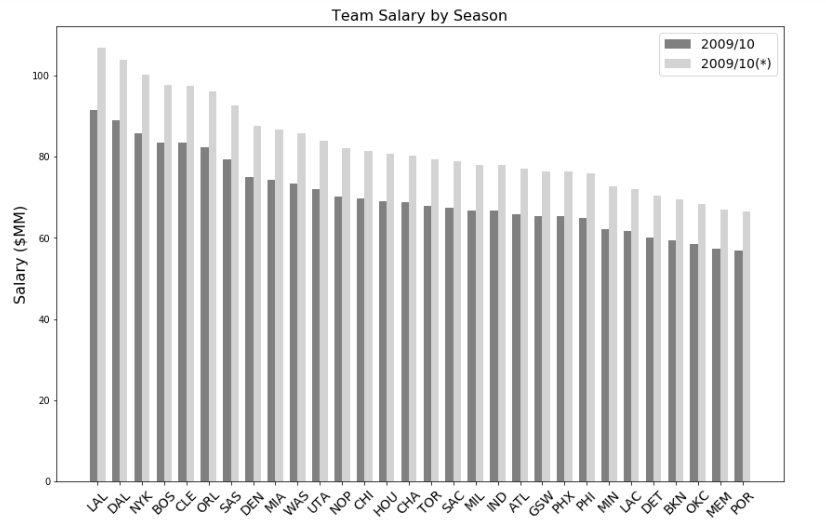 Team Salary by Season
2009/10
2009/10(*)
Salary ($MM)
100
80
60
40
20
0
LAL DAL NYK BOS CLE ORL SAS DEN MIA WAS UTA NOP CHI HOU CHA TOR SAC MIL IND ATL GSW PHX PHI MIN LAC DET BKN OKC MEM POR